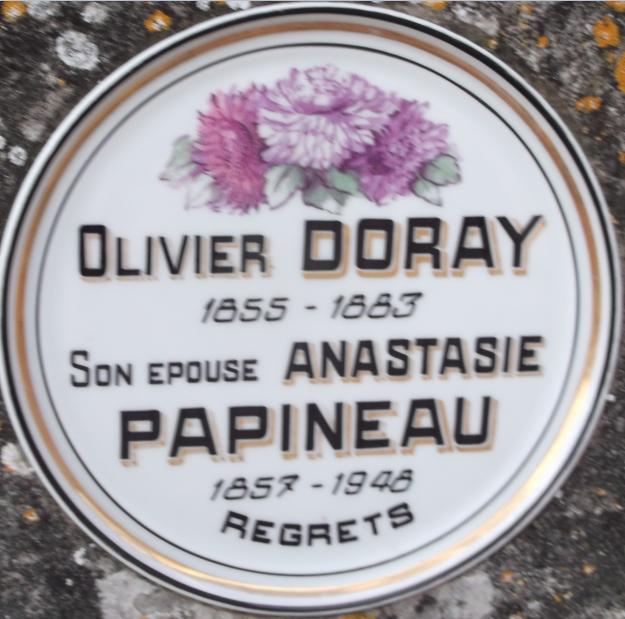 OLIVIER DORAY
1855 - 1883
SON EPOUSE ANASTASIE
PAPINEAU
1857 - 1948
REGRETS